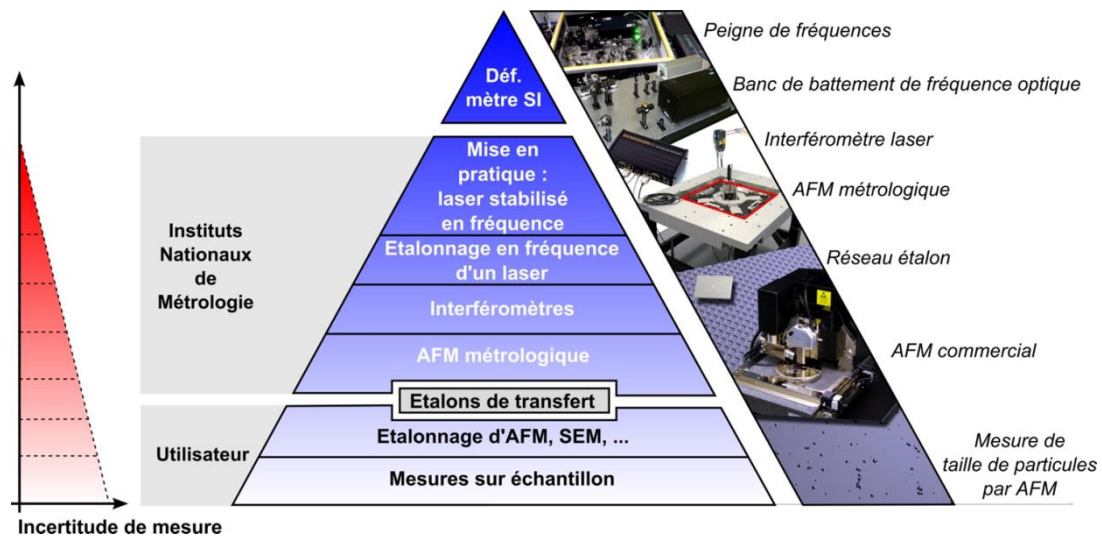 Déf.
mètre SI
Mise en
pratique :
laser stabilisé
en fréquence
Etalonnage en fréquence
d'un laser
Interféromètres
AFM métrologique
Etalons de transfert
Etalonnage d'AFM, SEM, ...
Mesures sur échantillon
Instituts
Nationaux
de
Métrologie
Utilisateur
Incertitude de mesure
Peigne de fréquences
Banc de battement de fréquence optique
Interféromètre laser
AFM métrologique
Réseau étalon
AFM commercial
Mesure de
taille de particules
par AFM